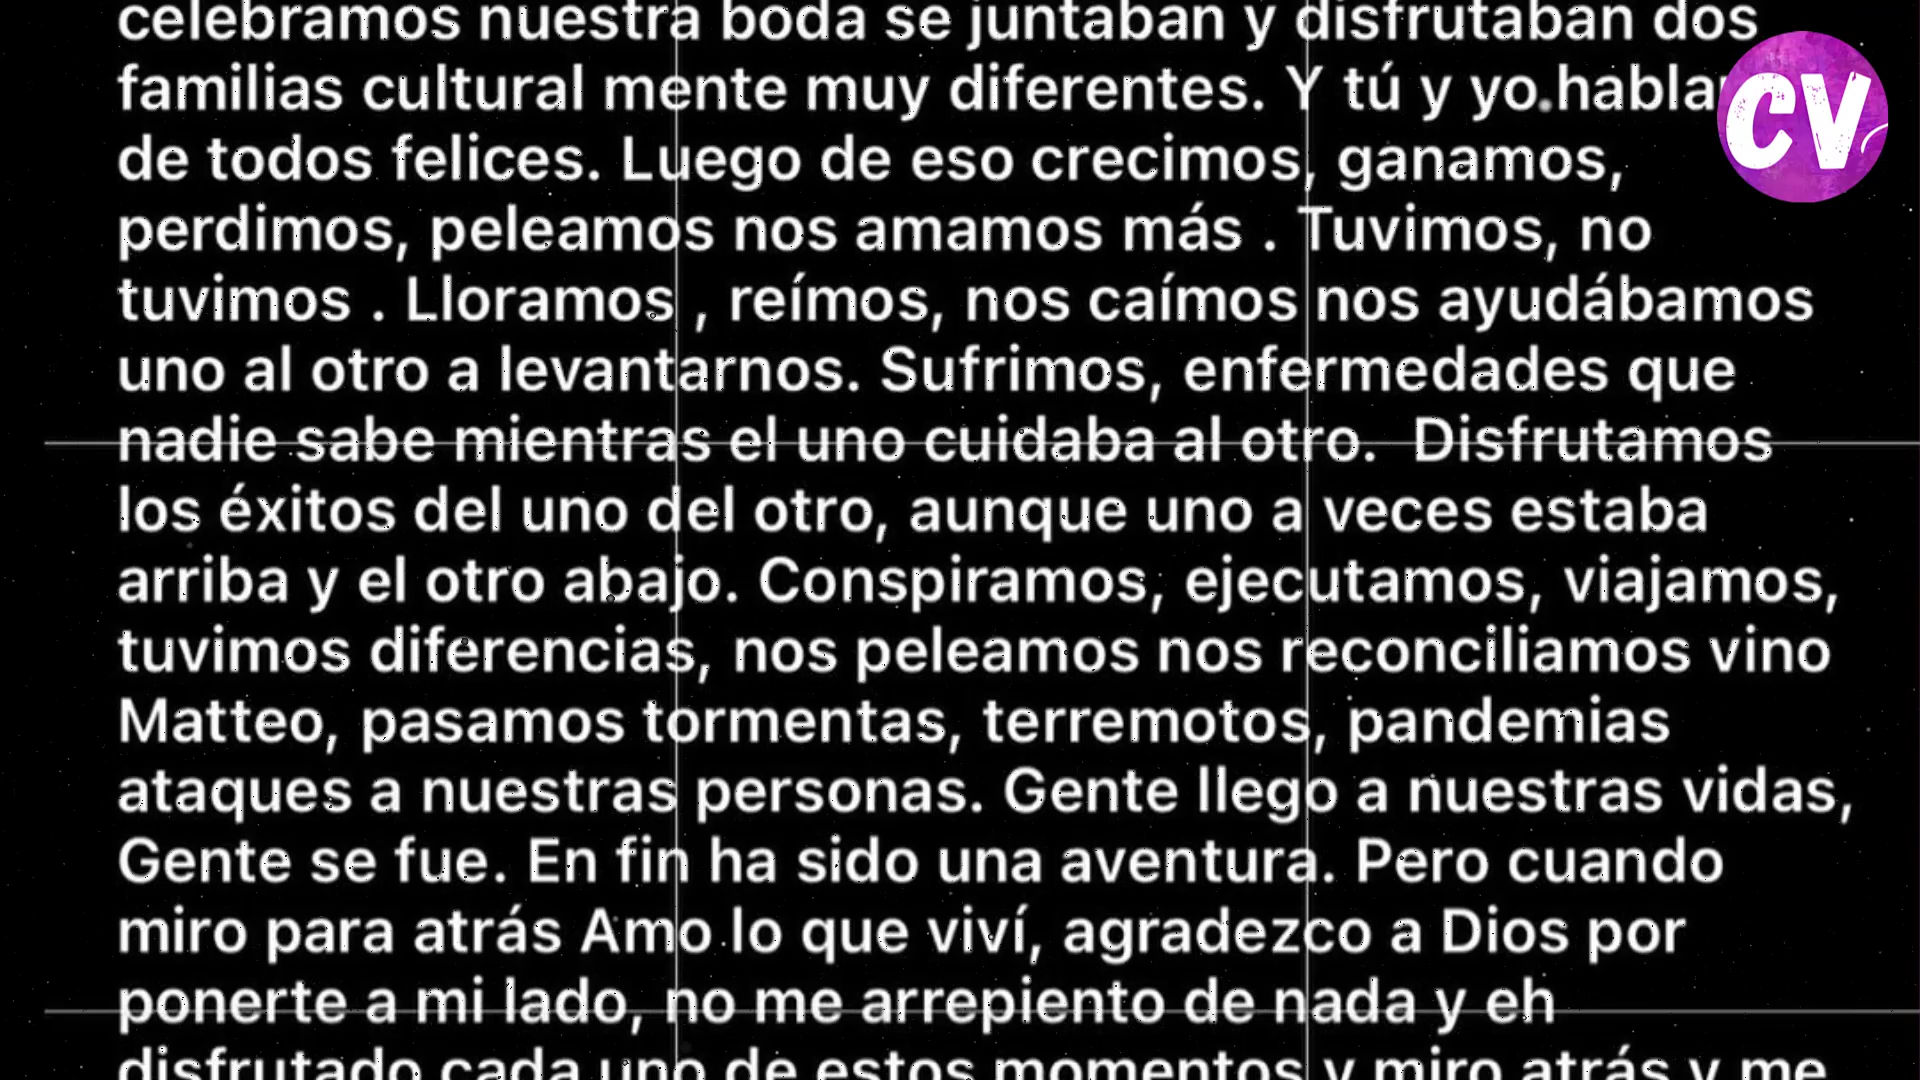 celebramos nuestra boda se juntaban y disfrutaban dos
familias cultural mente muy diferentes. Y tú y yo hablar
de todos felices. Luego de eso crecimos, ganamos,
perdimos, peleamos nos amamos más . Tuvimos, no
tuvimos . Lloramos , reímos, nos caímos nos ayudábamos
uno al otro a levantarnos. Sufrimos, enfermedades que
nadie sabe mientras el uno cuidaba al otro.  Disfrutamos
los éxitos del uno del otro, aunque uno a veces estaba
arriba y el otro abajo. Conspiramos, ejecutamos, viajamos,
tuvimos diferencias, nos peleamos nos reconciliamos vino
Matteo, pasamos tormentas, terremotos, pandemias
ataques a nuestras personas. Gente llego a nuestras vidas,
Gente se fue. En fin ha sido una aventura. Pero cuando
miro para atrás Amo lo que viví, agradezco a Dios por
ponerte a mi lado, no me arrepiento de nada y eh
disfrutado cada uno de estos momentos y miro atrás y me
CV